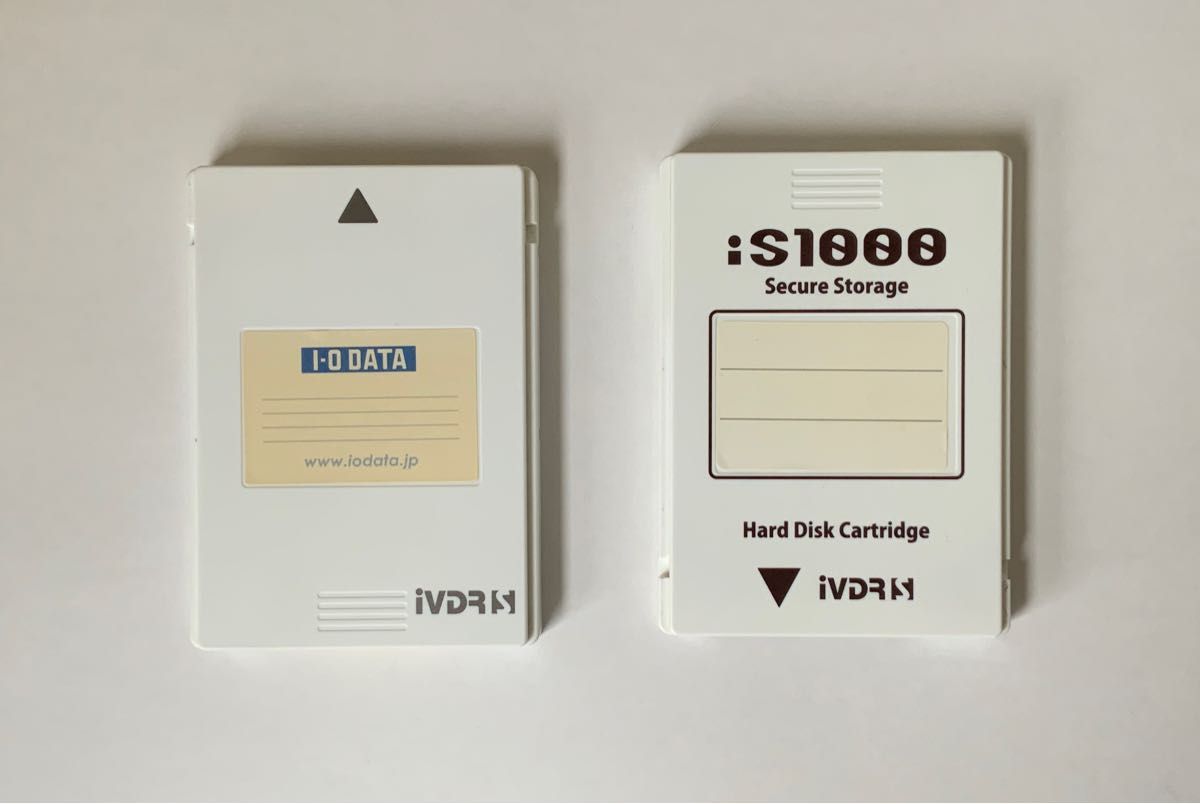 I-O DATA
www.iodata.jp
iVDR S
iS1000
Secure Storage
Hard Disk Cartridge
iVDR S